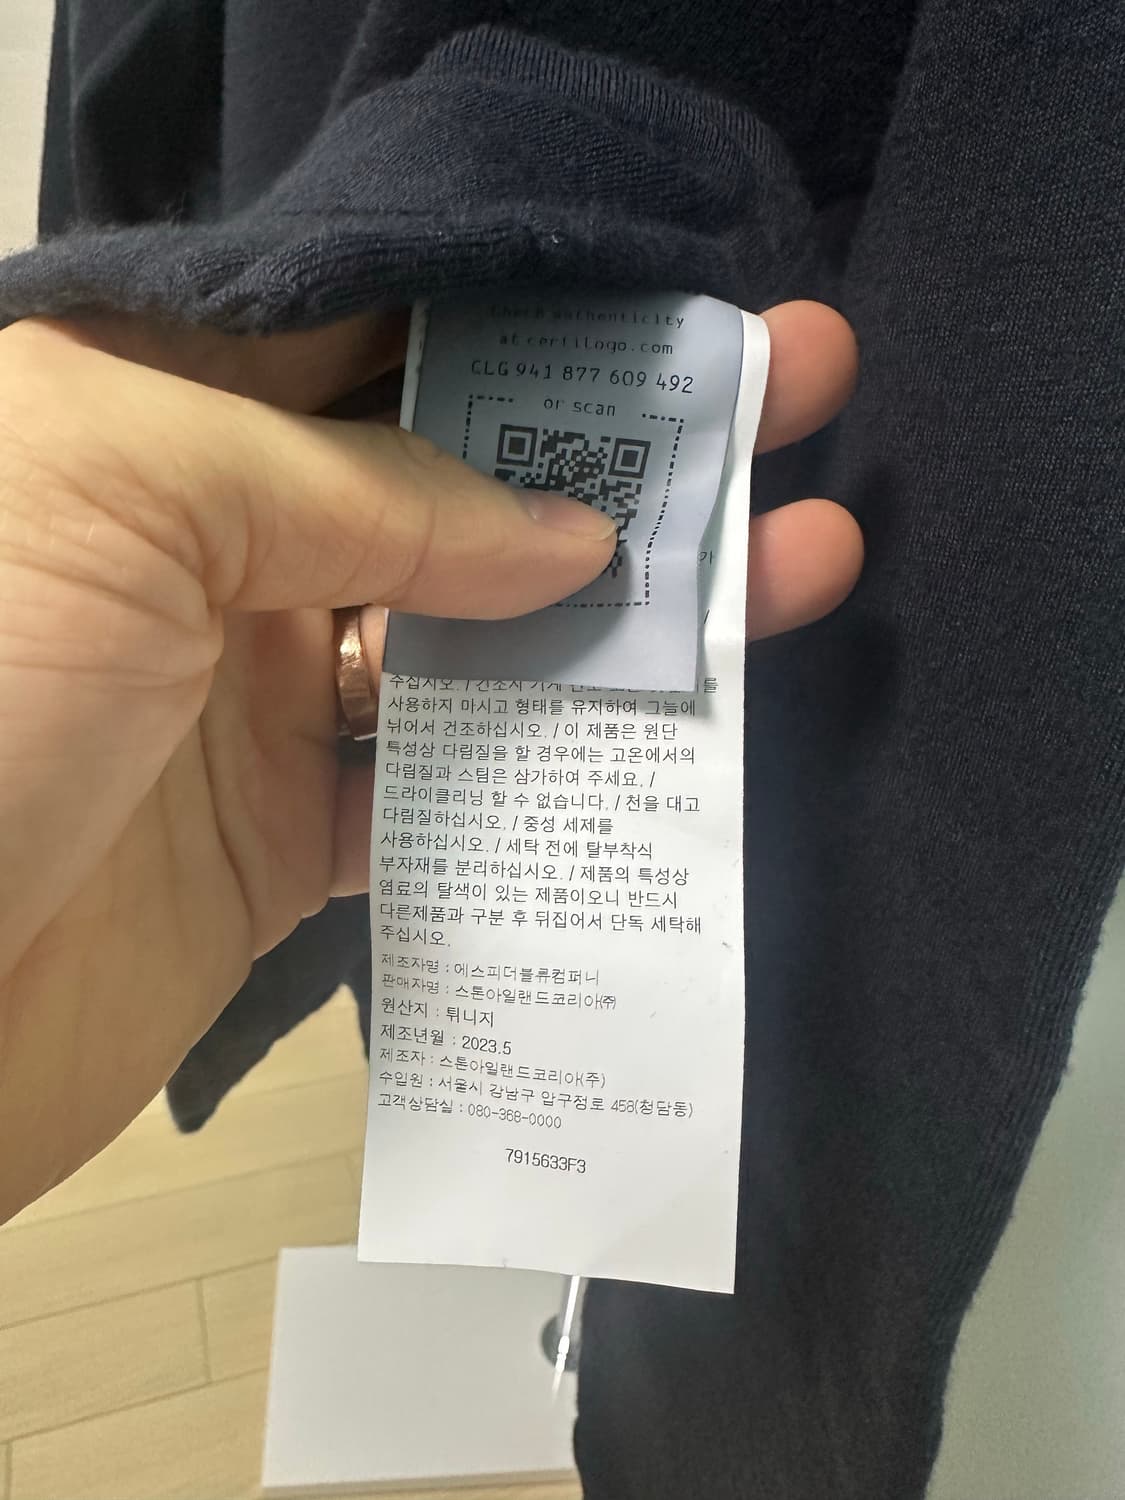 Check authenticity
at certilogo.com
CLG 941 877 609 492
or scan
가
/
주십시오. / 건조시 기계 건조 를
사용하지 마시고 형태를 유지하여 그늘에
뉘어서 건조하십시오. / 이 제품은 원단
특성상 다림질을 할 경우에는 고온에서의
다림질과 스팀은 삼가하여 주세요. /
드라이클리닝 할 수 없습니다. / 천을 대고
다림질하십시오. / 중성 세제를
사용하십시오. / 세탁 전에 탈부착식
부자재를 분리하십시오. / 제품의 특성상
염료의 탈색이 있는 제품이오니 반드시
다른제품과 구분 후 뒤집어서 단독 세탁해
주십시오.
제조자명 : 에스피더블류컴퍼니
판매자명 : 스톤아일랜드코리아(주)
원산지 : 튀니지
제조년월 : 2023.5
제조자 : 스톤아일랜드코리아(주)
수입원 : 서울시 강남구 압구정로 458(청담동)
고객상담실 : 080-368-0000
7915633F3